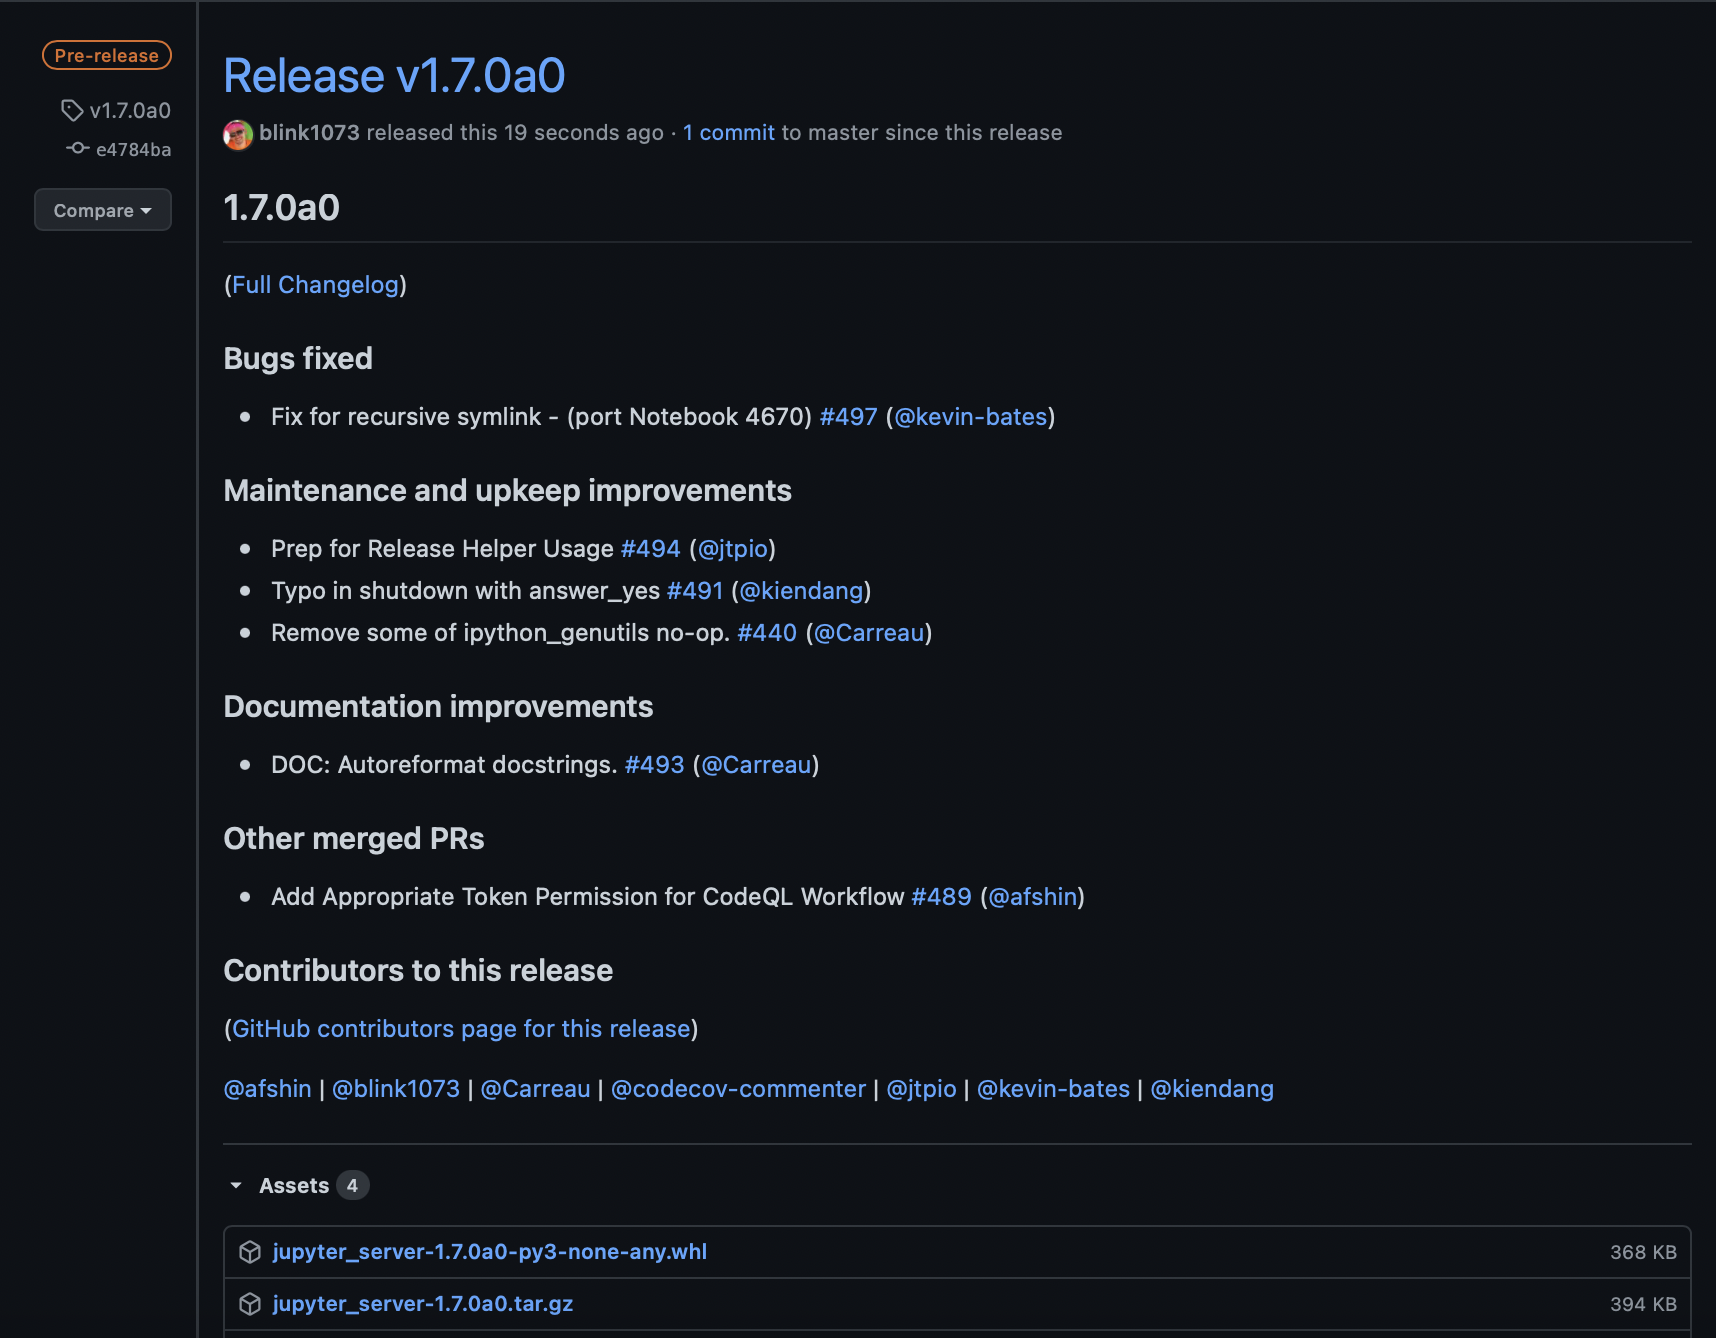 Pre-release
v1.7.0a0
e4784ba
Compare
Release v1.7.0a0
blink1073 released this 19 seconds ago · 1 commit to master since this release
1.7.0a0
(Full Changelog)
Bugs fixed
• Fix for recursive symlink - (port Notebook 4670) #497 (@kevin-bates)
Maintenance and upkeep improvements
• Prep for Release Helper Usage #494 (@jtpio)
• Typo in shutdown with answer_yes #491 (@kiendang)
• Remove some of ipython_genutils no-op. #440 (@Carreau)
Documentation improvements
• DOC: Autoreformat docstrings. #493 (@Carreau)
Other merged PRs
• Add Appropriate Token Permission for CodeQL Workflow #489 (@afshin)
Contributors to this release
(GitHub contributors page for this release)
@afshin | @blink1073 | @Carreau | @codecov-commenter | @jtpio | @kevin-bates | @kiendang
Assets 4
jupyter_server-1.7.0a0-py3-none-any.whl 368 KB
jupyter_server-1.7.0a0.tar.gz 394 KB